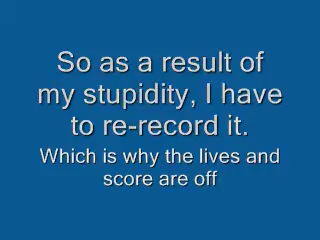 So as a result of
my stupidity, I have
to re-record it.
Which is why the lives and
score are off